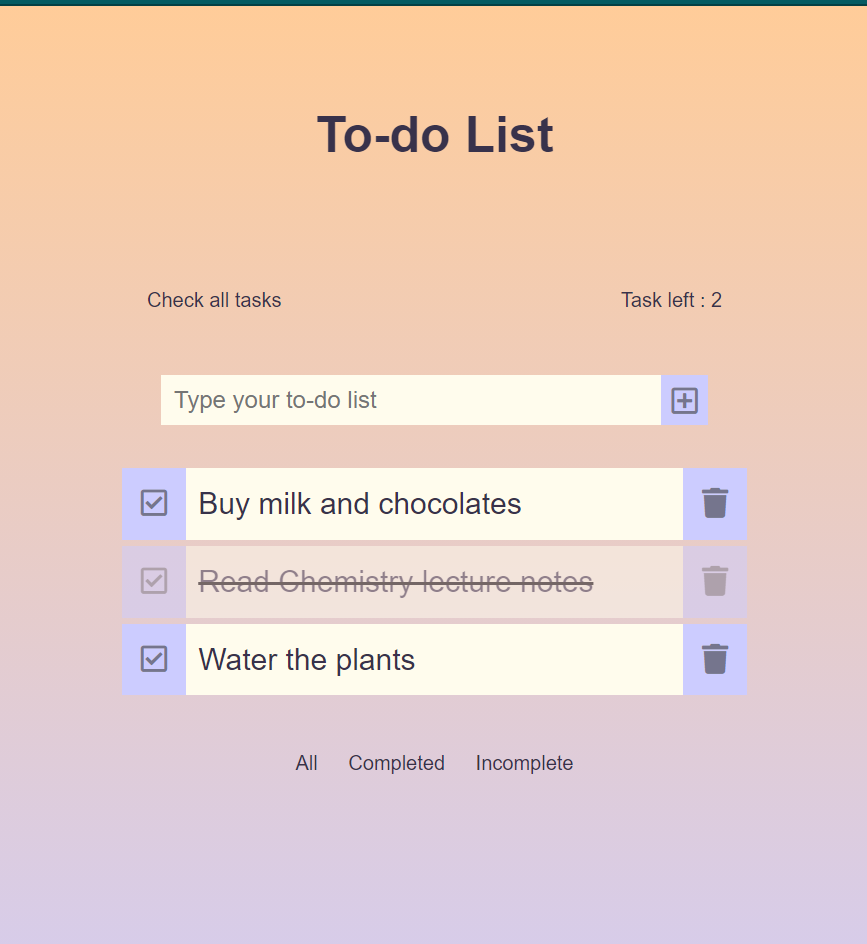 To-do List
Check all tasks
Task left : 2
Type your to-do list
Buy milk and chocolates
Read Chemistry lecture notes
Water the plants
All Completed Incomplete